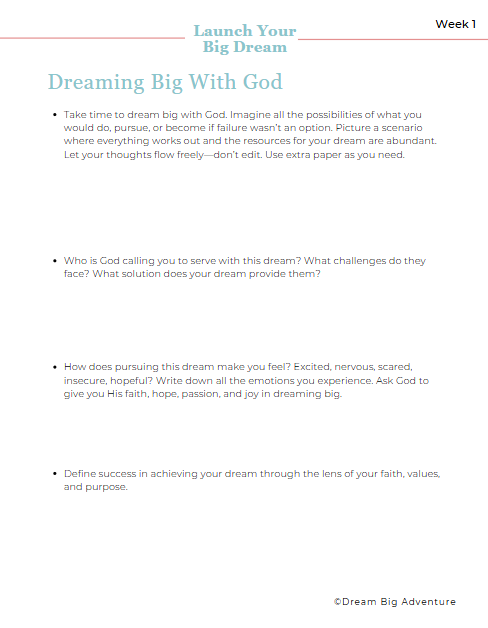 Launch Your
Big Dream
Week 1
Dreaming Big With God
• Take time to dream big with God. Imagine all the possibilities of what you
would do, pursue, or become if failure wasn't an option. Picture a scenario
where everything works out and the resources for your dream are abundant.
Let your thoughts flow freely—don't edit. Use extra paper as you need.
• Who is God calling you to serve with this dream? What challenges do they
face? What solution does your dream provide them?
• How does pursuing this dream make you feel? Excited, nervous, scared,
insecure, hopeful? Write down all the emotions you experience. Ask God to
give you His faith, hope, passion, and joy in dreaming big.
• Define success in achieving your dream through the lens of your faith, values,
and purpose.
©Dream Big Adventure